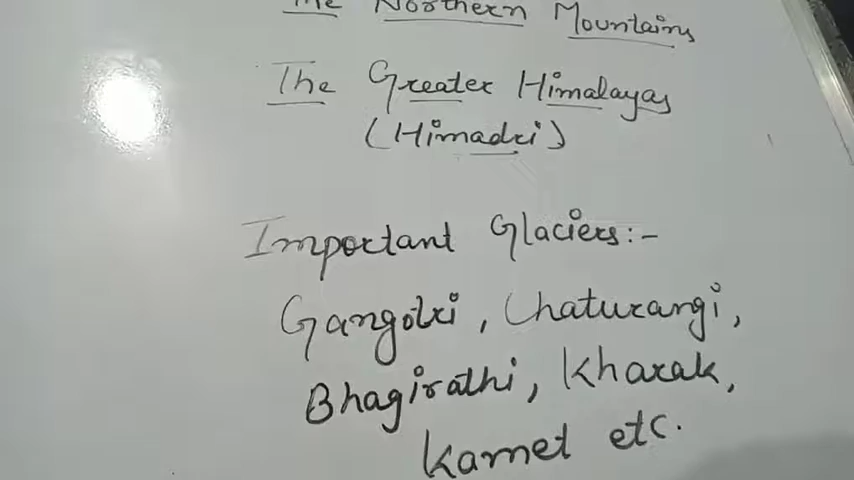 The Northern Mountains
The Greater Himalayas
(Himadri)
Important Glaciers:-
Gangotri, Chaturangi,
Bhagirathi, Kharak,
Kamet etc.